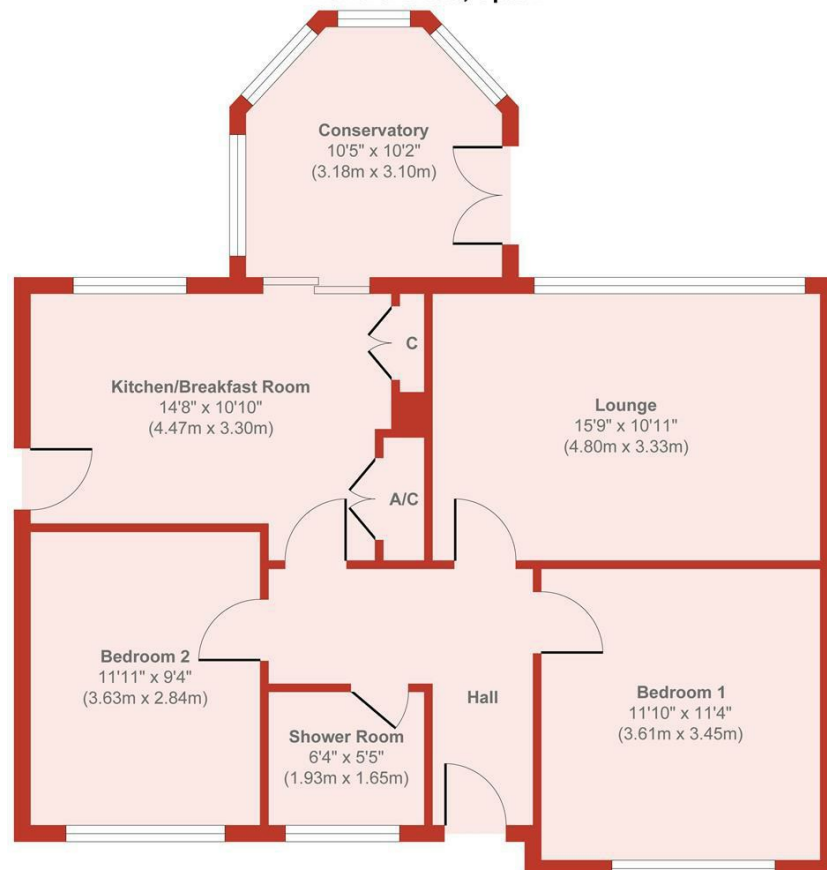 Conservatory
10'5" x 10'2"
(3.18m x 3.10m)
C
Kitchen/Breakfast Room
14'8" x 10'10"
(4.47m x 3.30m)
Lounge
15'9" x 10'11"
(4.80m x 3.33m)
A/C
Bedroom 2
11'11" x 9'4"
(3.63m x 2.84m)
Hall
Bedroom 1
11'10" x 11'4"
(3.61m x 3.45m)
Shower Room
6'4" x 5'5"
(1.93m x 1.65m)